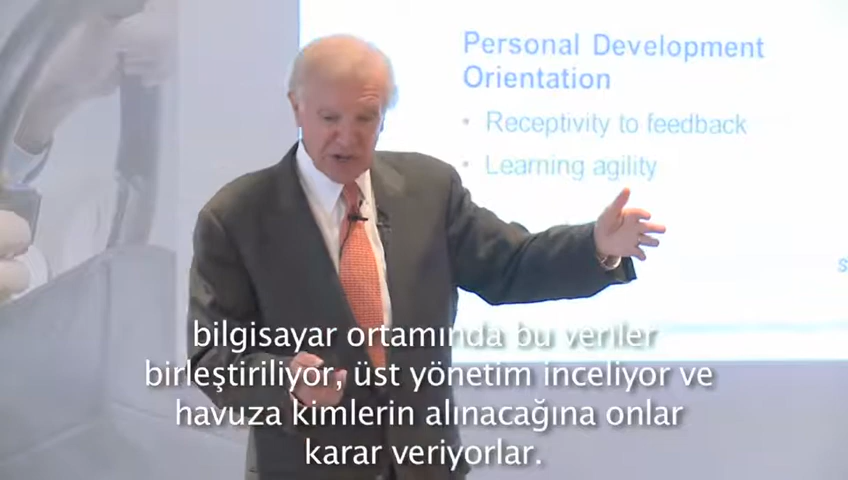 Personal Development
Orientation
• Receptivity to feedback
• Learning agility
bilgisayar ortamında bu veriler
birleştiriliyor, üst yönetim inceliyor ve
havuza kimlerin alınacağına onlar
karar veriyorlar.